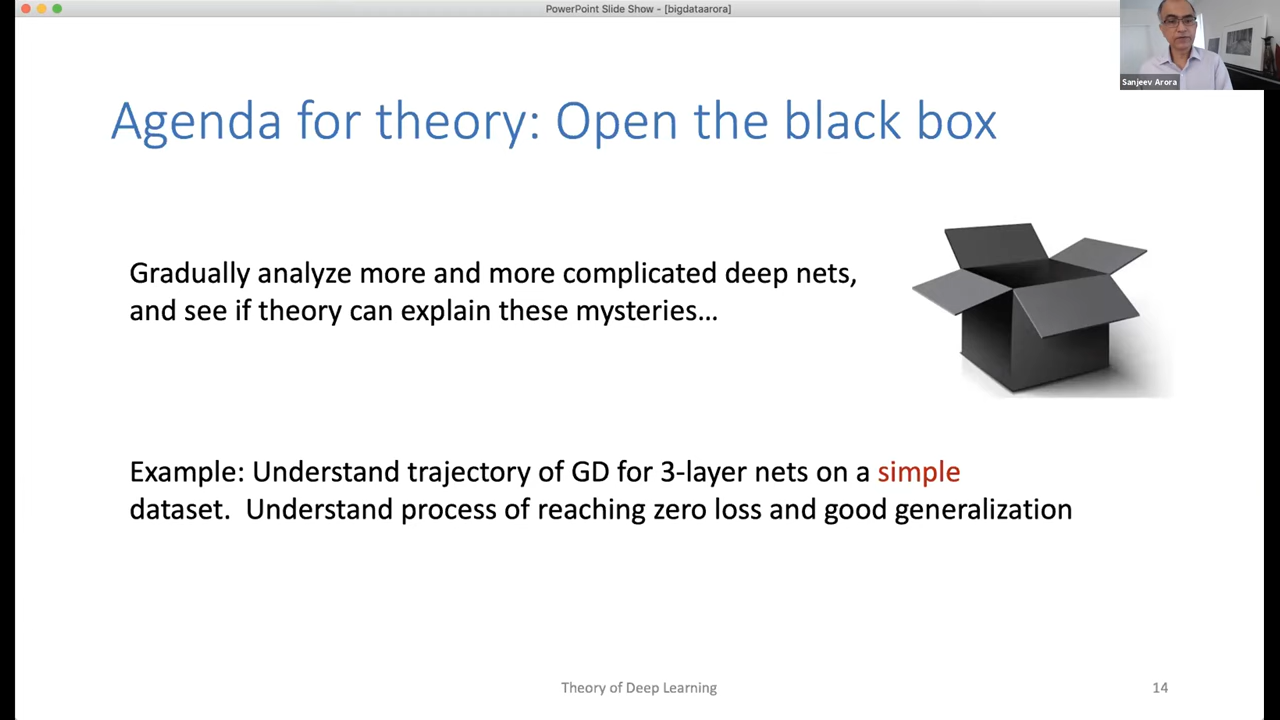 PowerPoint Slide Show - [bigdataarora]
Sanjeev Arora
Agenda for theory: Open the black box
Gradually analyze more and more complicated deep nets,
and see if theory can explain these mysteries…
Example: Understand trajectory of GD for 3-layer nets on a simple
dataset.  Understand process of reaching zero loss and good generalization
Theory of Deep Learning
14